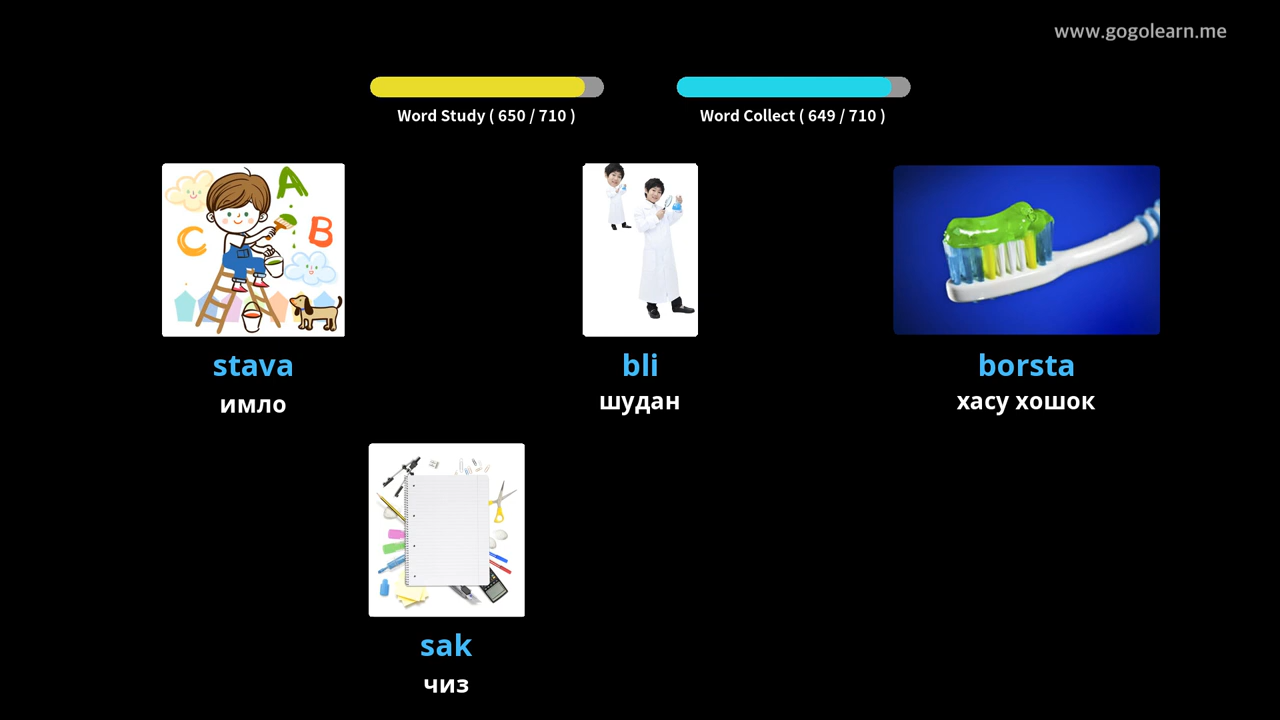 www.gogolearn.me
Word Study ( 650 / 710 )
Word Collect ( 649 / 710 )
A
C
B
stava
имло
bli
шудан
borsta
хасу хошок
sak
чиз